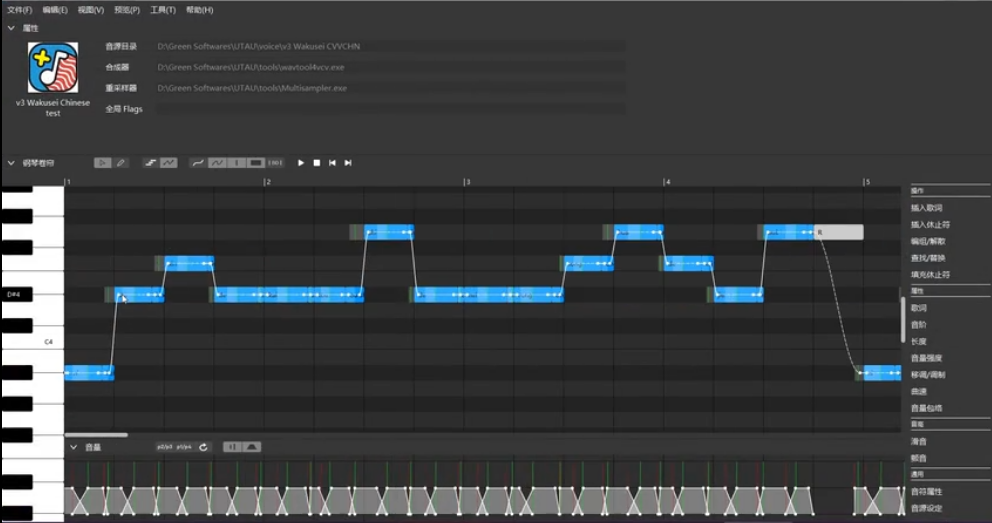 文件(F) 编辑(E) 视图(V) 预览(P) 工具(T) 帮助(H)
属性
音源目录 D:\Green Softwares\UTAU\voice\v3 Wakusei CVVCHN
合成器 D:\Green Softwares\UTAU\tools\wavtool4vcv.exe
重采样器 D:\Green Softwares\UTAU\tools\Multisampler.exe
全局 Flags
v3 Wakusei Chinese
test
钢琴卷帘
1 2 3 4 5
操作
插入歌词
插入休止符
编组/解散
查找/替换
填充休止符
属性
歌词
音阶
长度
音量强度
移调/调制
曲速
音量包络
音高
滑音
颤音
通用
音符属性
音源设定
R
D#4
C4
音量 p2/p3 p1/p4